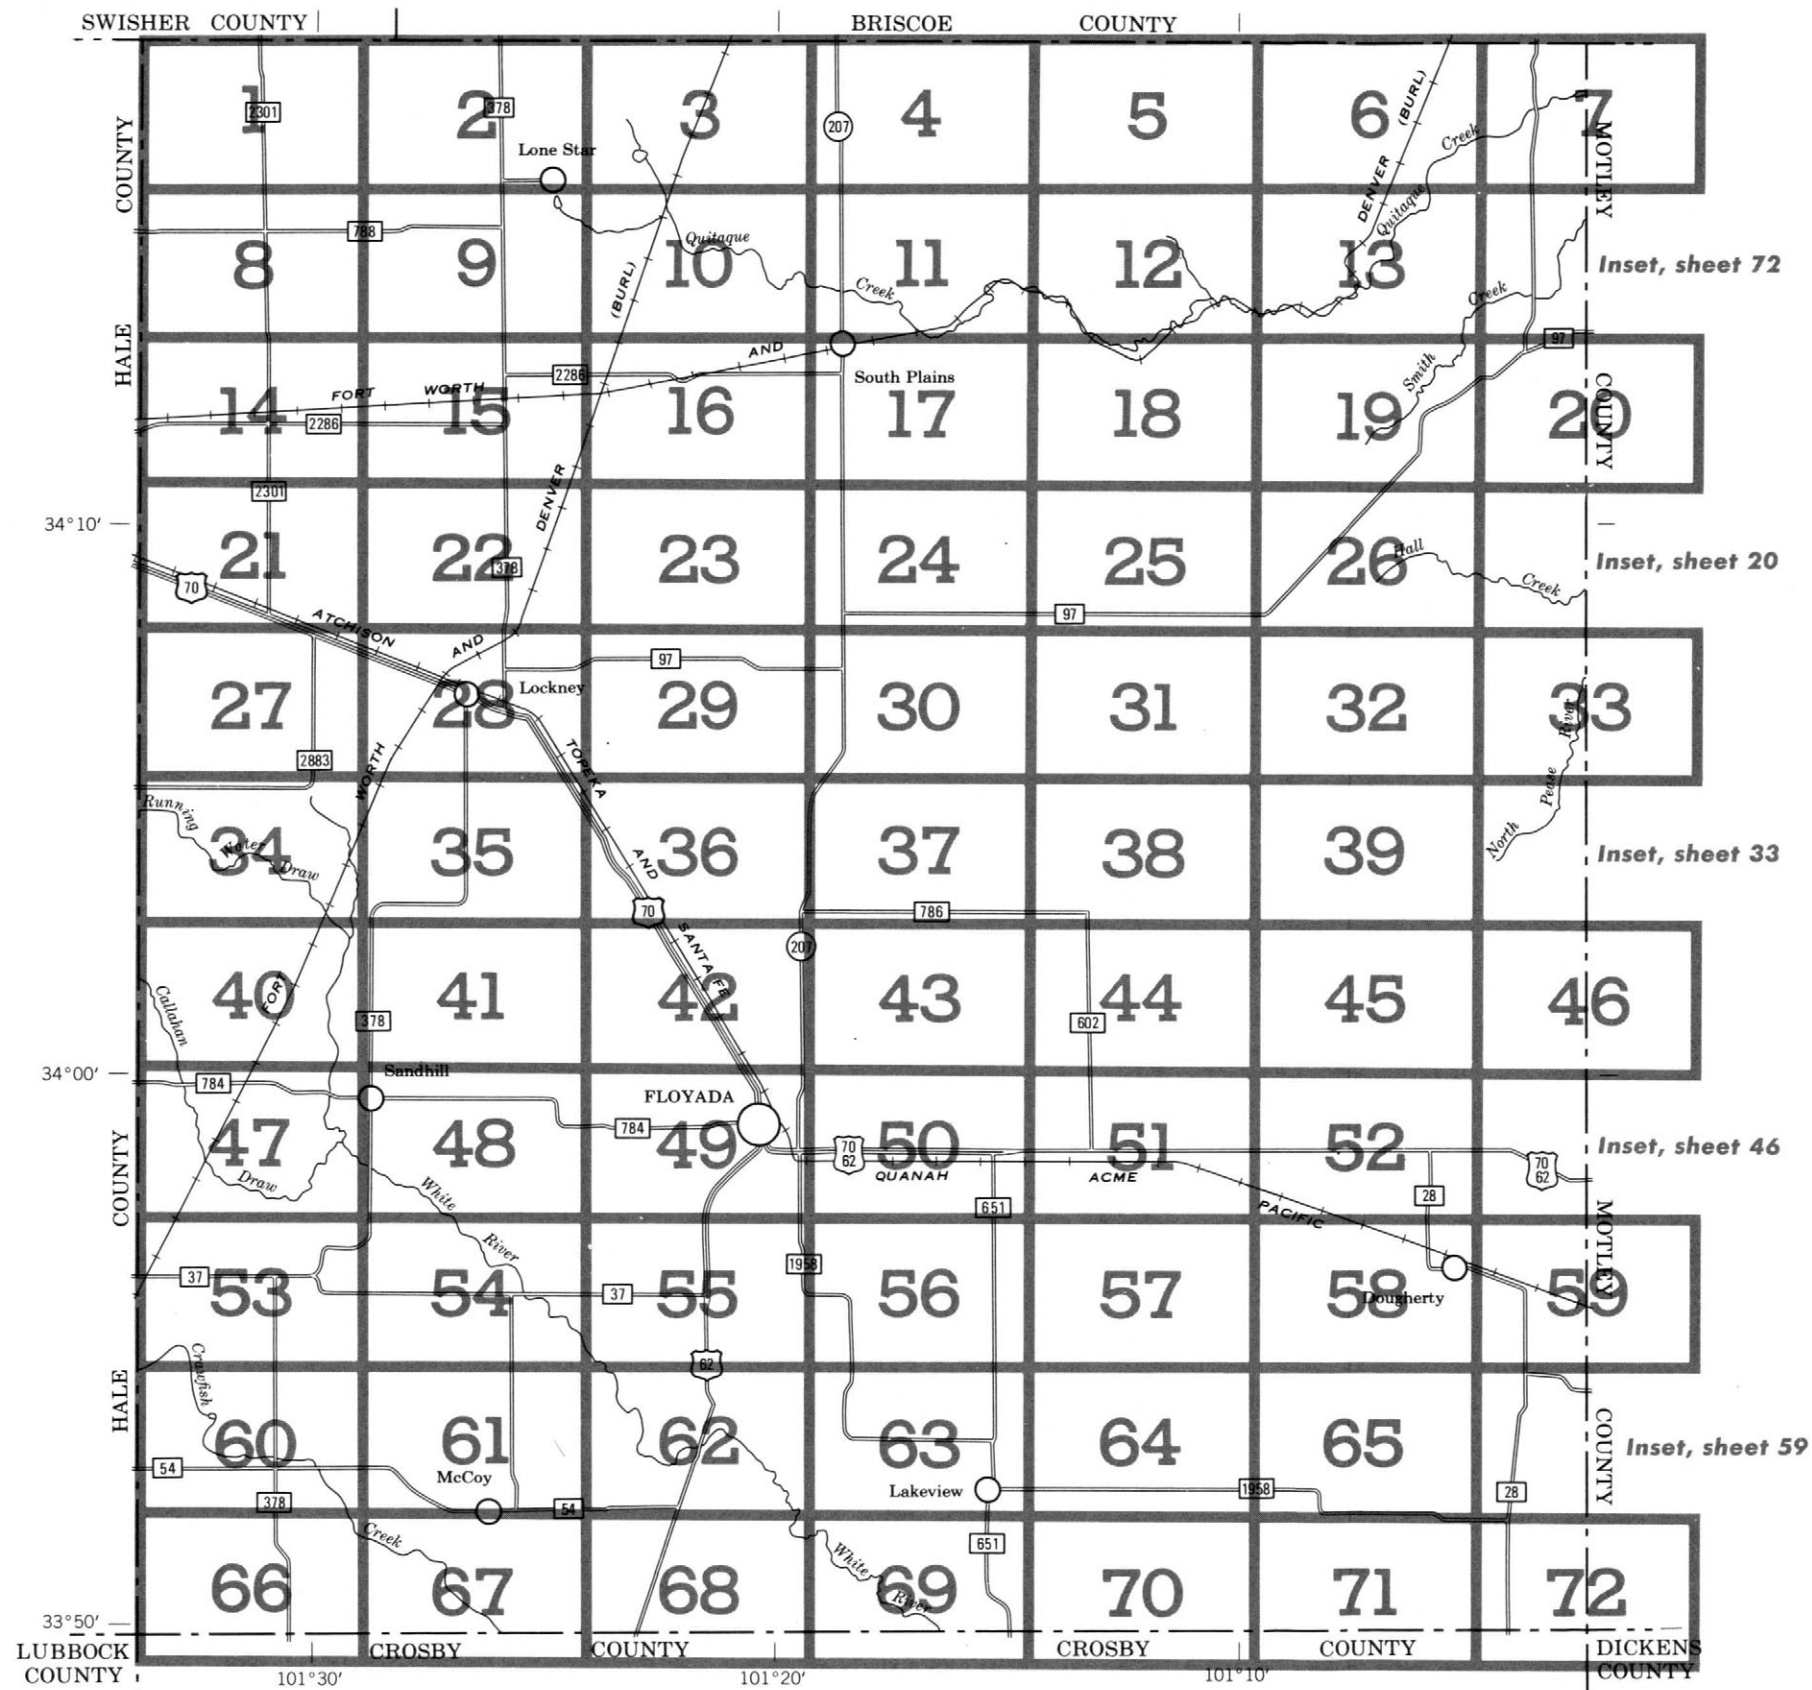 SWISHER COUNTY BRISCOE COUNTY
1 2 3 4 5 6 7
2301 378 207
(BURL)
Creek
Lone Star
COUNTY
MOTLEY
DENVER
Quitaque
788
8 9 10 11 12 13
Inset, sheet 72
Quitaque
Creek
(BURL)
Creek
HALE
AND
97
South Plains
2286
FORT WORTH
Smith
COUNTY
14 15 16 17 18 19 20
2286
2301
DENVER
34°10'
21 22 23 24 25 26
Inset, sheet 20
Hall
Creek
378
70
97
ATCHISON
AND
97
Lockney
27 28 29 30 31 32 33
River
2883
WORTH
TOPEKA
Pease
North
Running
Water
Draw
34 35 36 37 38 39
Inset, sheet 33
AND
70
786
SANTA FE
207
40 41 42 43 44 45 46
FORT
Callahan
378
602
34°00'
Sandhill
784
FLOYADA
784
47 48 49 50 51 52
Inset, sheet 46
70
62
70
62
QUANAH ACME
Draw
White
28
651
PACIFIC
MOTLEY
COUNTY
River
1958
37
37
53 54 55 56 57 58 59
Dougherty
62
HALE
Crawfish
60 61 62 63 64 65
Inset, sheet 59
COUNTY
54
McCoy
Lakeview
1958
28
378
54
Creek
651
White
River
66 67 68 69 70 71 72
33°50'
LUBBOCK
COUNTY
CROSBY COUNTY CROSBY COUNTY
DICKENS
COUNTY
101°30' 101°20' 101°10'